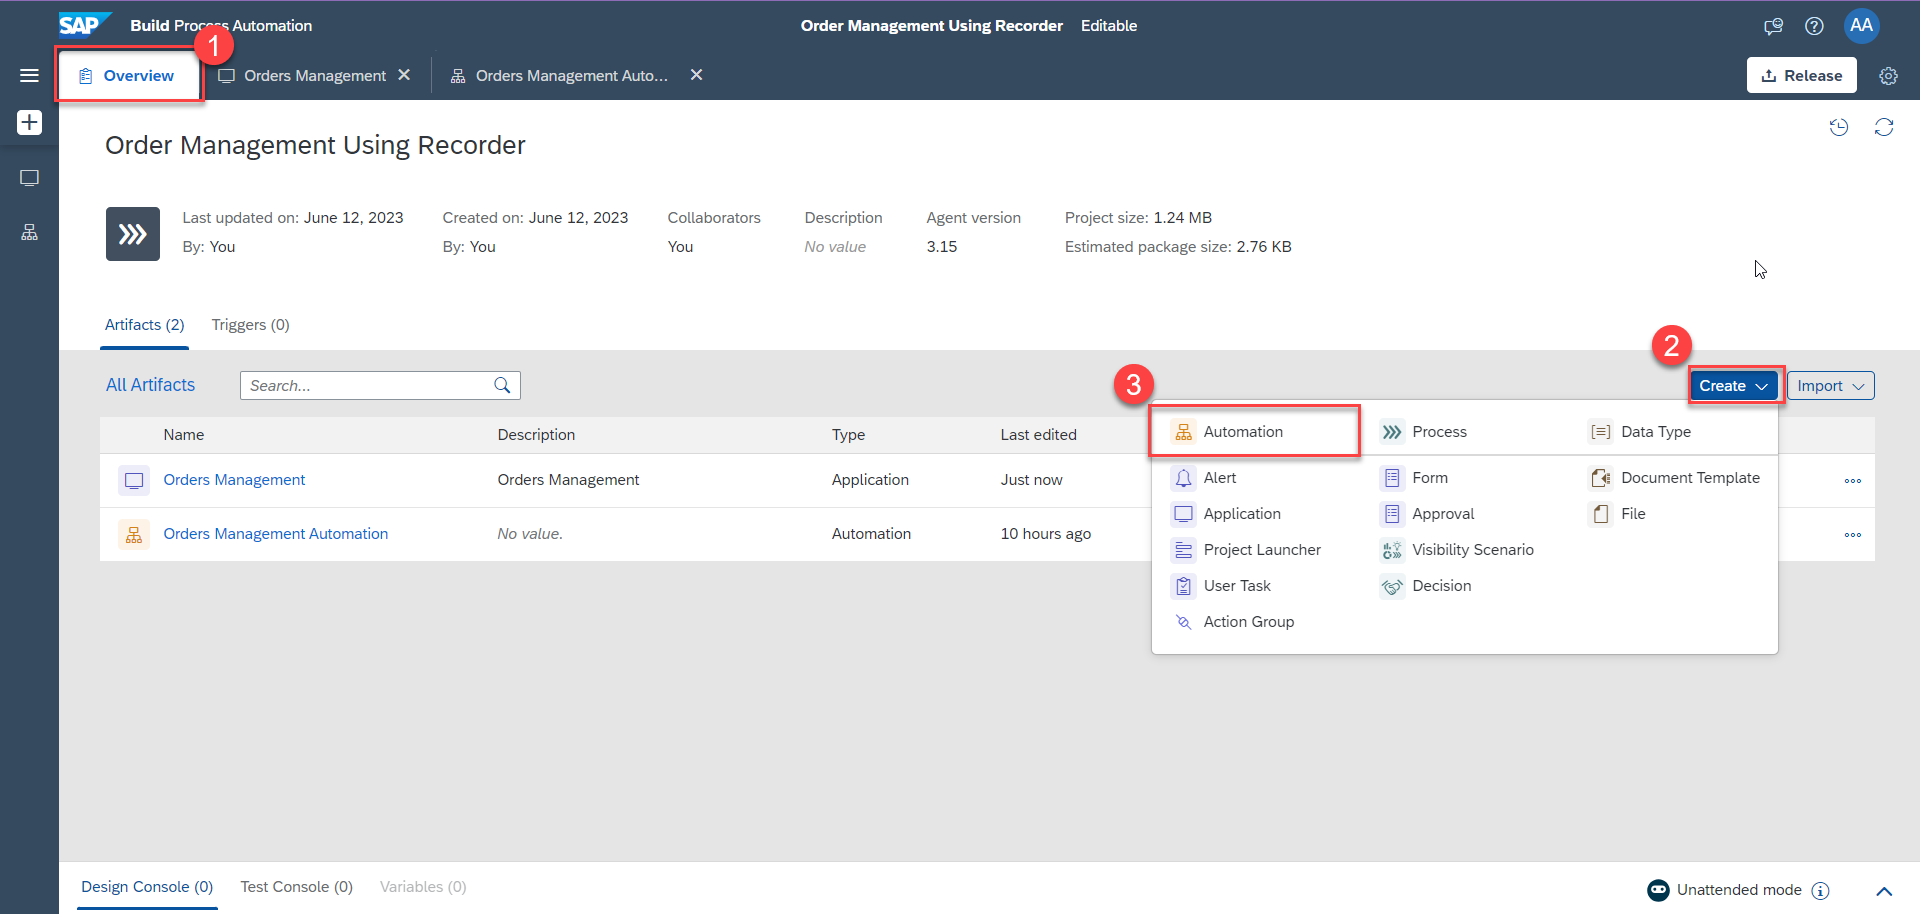 SAP Build Process Automation Order Management Using Recorder Editable AA
1
Overview Orders Management Orders Management Auto... Release
Order Management Using Recorder
Last updated on: June 12, 2023 Created on: June 12, 2023 Collaborators Description Agent version Project size: 1.24 MB
By: You By: You You No value 3.15 Estimated package size: 2.76 KB
Artifacts (2) Triggers (0)
2
3
All Artifacts Search... Create Import
Name Description Type Last edited
Orders Management Orders Management Application Just now
Orders Management Automation No value. Automation 10 hours ago
Automation Process Data Type
Alert Form Document Template
Application Approval File
Project Launcher Visibility Scenario
User Task Decision
Action Group
Design Console (0) Test Console (0) Variables (0) Unattended mode